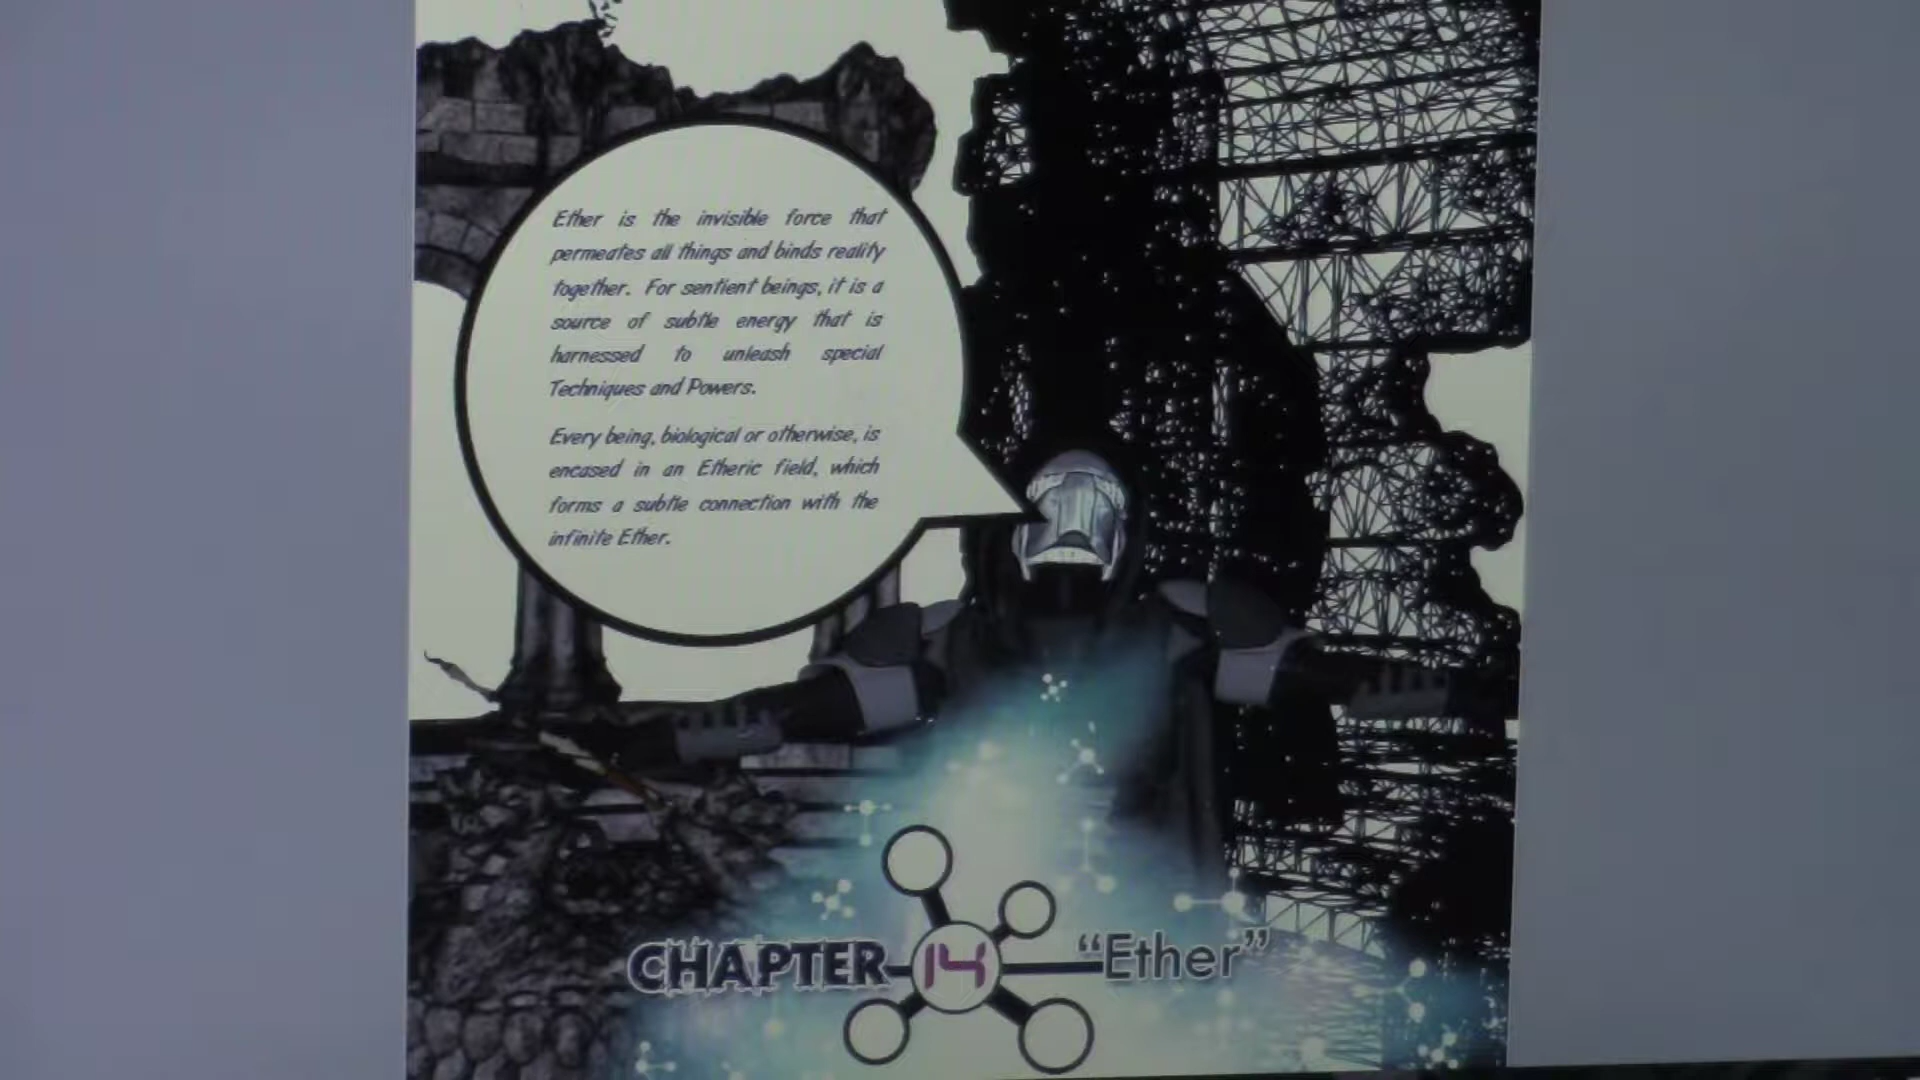 Ether is the invisible force that
permeates all things and binds reality
together. For sentient beings, it is a
source of subtle energy that is
harnessed to unleash special
Techniques and Powers.
Every being, biological or otherwise, is
encased in an Etheric field, which
forms a subtle connection with the
infinite Ether.
CHAPTER 14 “Ether”